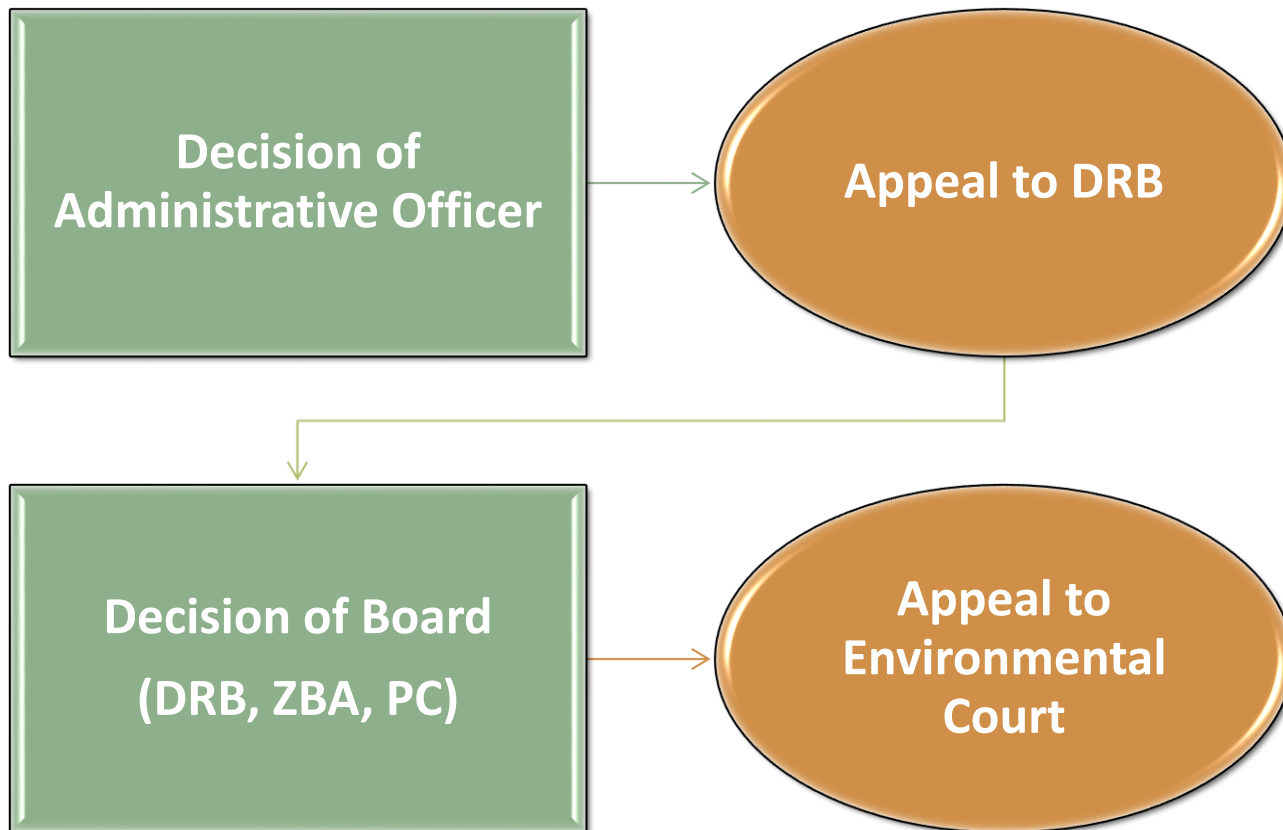 Decision of
Administrative Officer
Appeal to DRB
Decision of Board
(DRB, ZBA, PC)
Appeal to
Environmental
Court